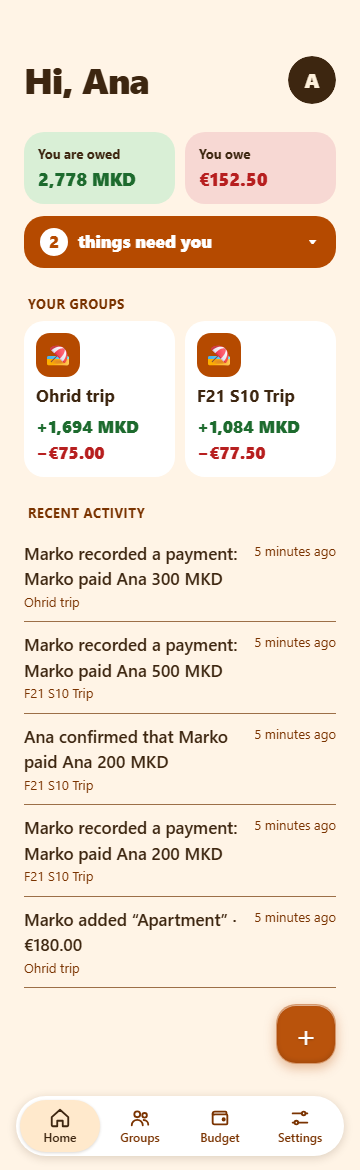 Hi, Ana
A
You are owed
2,778 MKD
You owe
€152.50
2 things need you
YOUR GROUPS
Ohrid trip
+1,694 MKD
−€75.00
F21 S10 Trip
+1,084 MKD
−€77.50
RECENT ACTIVITY
Marko recorded a payment:
Marko paid Ana 300 MKD
5 minutes ago
Ohrid trip
Marko recorded a payment:
Marko paid Ana 500 MKD
5 minutes ago
F21 S10 Trip
Ana confirmed that Marko
paid Ana 200 MKD
5 minutes ago
F21 S10 Trip
Marko recorded a payment:
Marko paid Ana 200 MKD
5 minutes ago
F21 S10 Trip
Marko added “Apartment” ·
€180.00
5 minutes ago
Ohrid trip
+
Home
Groups
Budget
Settings